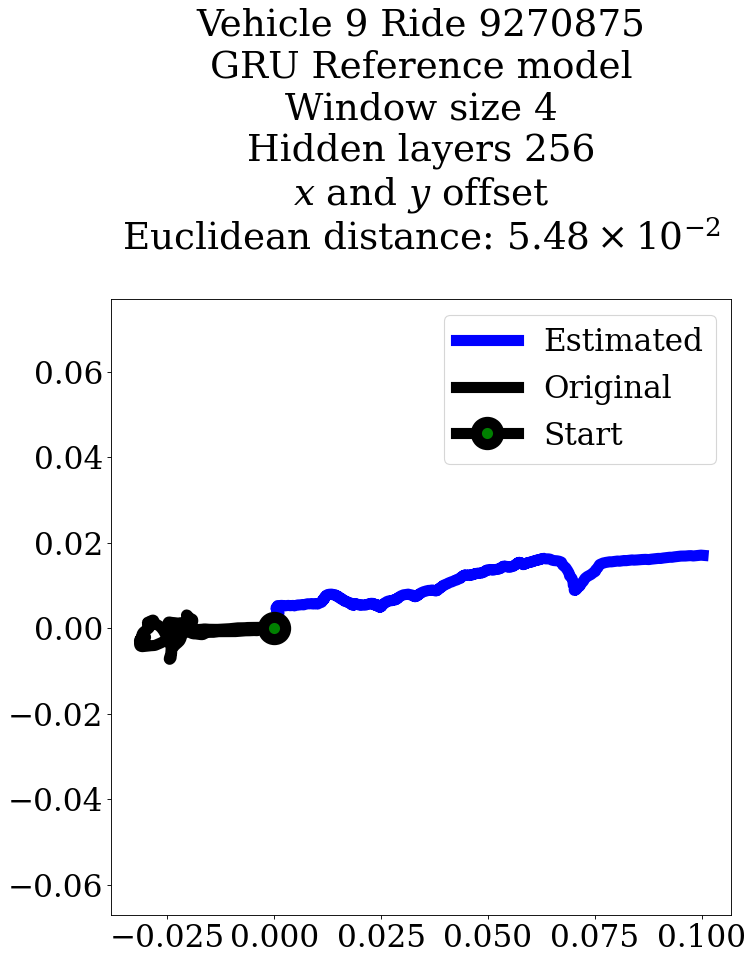 Vehicle 9 Ride 9270875
GRU Reference model
Window size 4
Hidden layers 256
x and y offset
Euclidean distance: 5.48 × 10⁻²
Estimated
Original
Start
0.06
0.04
0.02
0.00
−0.02
−0.04
−0.06
−0.025 0.000 0.025 0.050 0.075 0.100